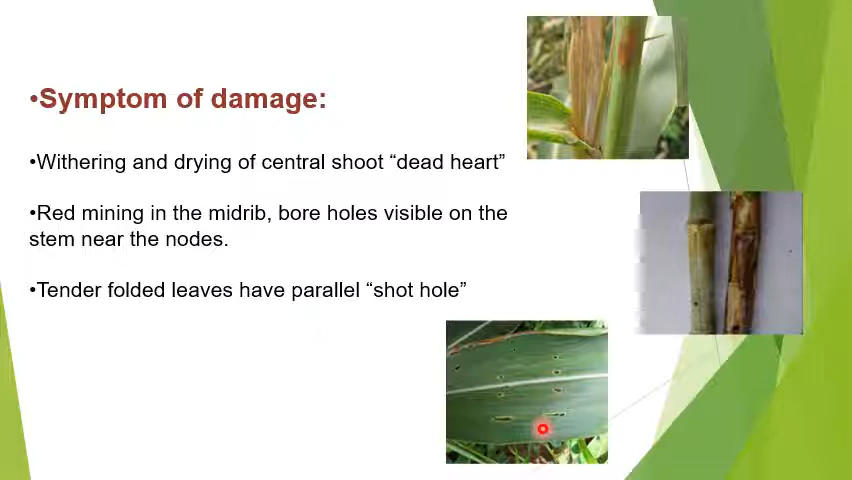 •Symptom of damage:
•Withering and drying of central shoot “dead heart”
•Red mining in the midrib, bore holes visible on the
stem near the nodes.
•Tender folded leaves have parallel “shot hole”